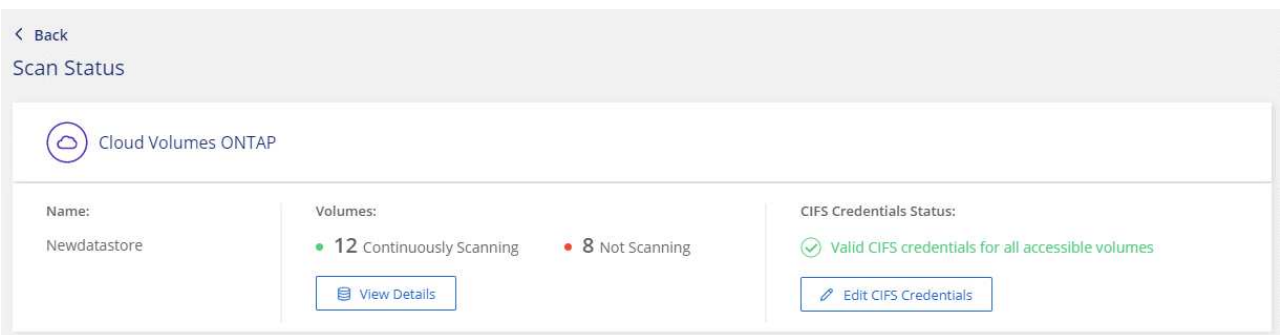 Back
Scan Status
Cloud Volumes ONTAP
Name:
Newdatastore
Volumes:
12 Continuously Scanning
8 Not Scanning
View Details
CIFS Credentials Status:
Valid CIFS credentials for all accessible volumes
Edit CIFS Credentials